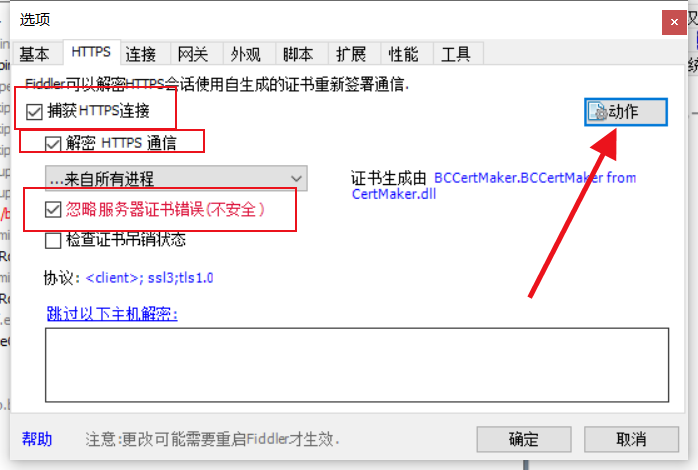 选项
基本 HTTPS 连接 网关 外观 脚本 扩展 性能 工具
Fiddler可以解密HTTPS会话使用自生成的证书重新签署通信.
捕获HTTPS连接
动作
解密 HTTPS 通信
...来自所有进程
证书生成由 BCCertMaker.BCCertMaker from
CertMaker.dll
忽略服务器证书错误(不安全)
检查证书吊销状态
协议: <client>; ssl3;tls1.0
跳过以下主机解密:
帮助 注意:更改可能需要重启Fiddler才生效. 确定 取消